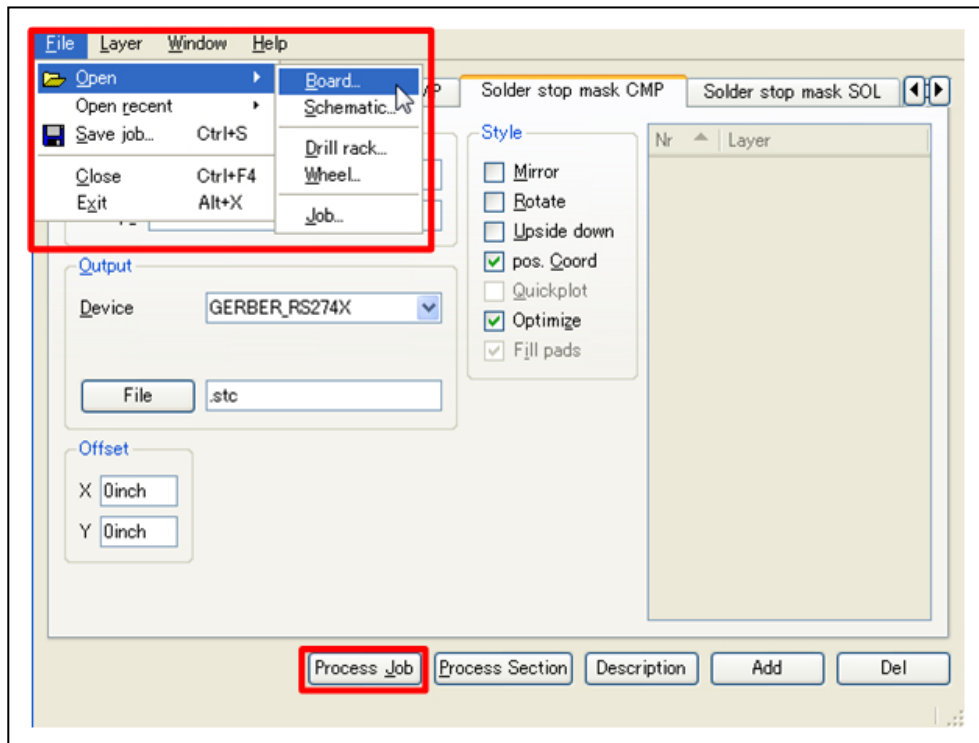 File Layer Window Help
Open
Board...
Open recent
Schematic...
Save job... Ctrl+S
Drill rack...
Wheel...
Close Ctrl+F4
Exit Alt+X
Job...
Solder stop mask CMP
Solder stop mask SOL
Style
Mirror
Rotate
Upside down
pos. Coord
Quickplot
Optimize
Fill pads
Nr Layer
Output
Device GERBER_RS274X
File .stc
Offset
X 0inch
Y 0inch
Process Job Process Section Description Add Del